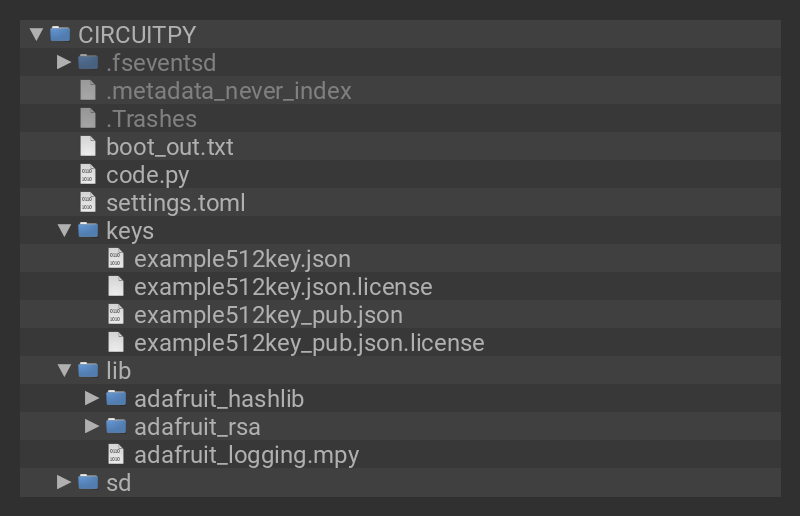 CIRCUITPY
.fseventsd
.metadata_never_index
.Trashes
boot_out.txt
code.py
settings.toml
keys
example512key.json
example512key.json.license
example512key_pub.json
example512key_pub.json.license
lib
adafruit_hashlib
adafruit_rsa
adafruit_logging.mpy
sd